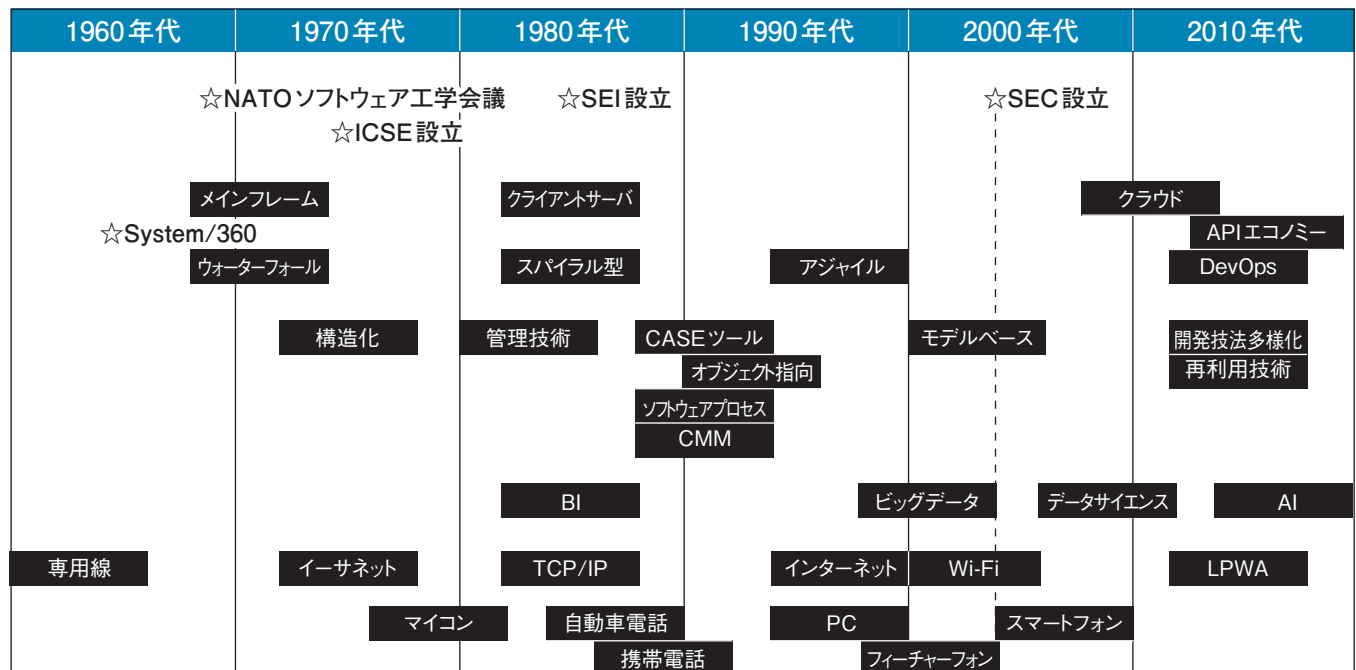 1960年代 1970年代 1980年代 1990年代 2000年代 2010年代
☆NATOソフトウェア工学会議 ☆SEI設立 ☆SEC設立
☆ICSE設立
メインフレーム クライアントサーバ クラウド
☆System/360 APIエコノミー
ウォーターフォール スパイラル型 アジャイル DevOps
構造化 管理技術 CASEツール モデルベース 開発技法多様化
オブジェクト指向 再利用技術
ソフトウェアプロセス
CMM
BI ビッグデータ データサイエンス AI
専用線 イーサネット TCP/IP インターネット Wi-Fi LPWA
マイコン 自動車電話 PC スマートフォン
携帯電話 フィーチャーフォン